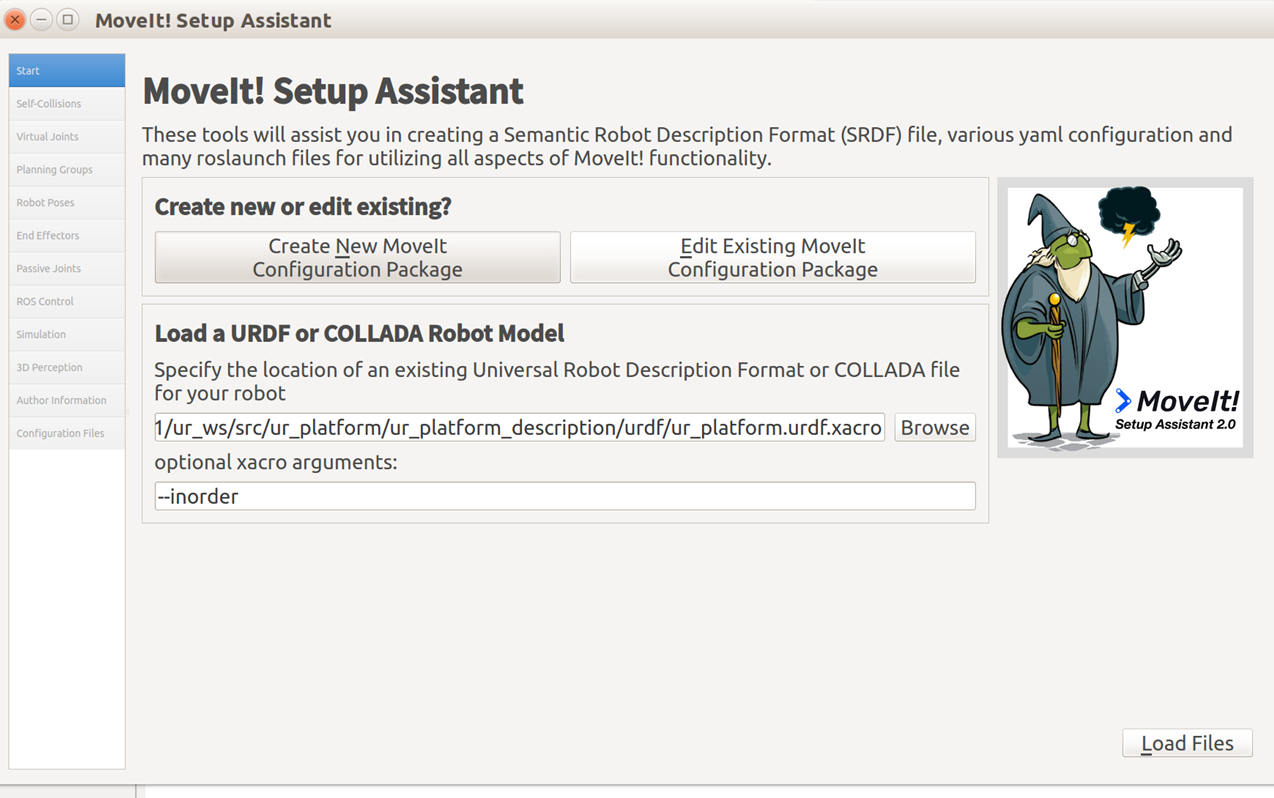 MoveIt! Setup Assistant
Start
Self-Collisions
Virtual Joints
Planning Groups
Robot Poses
End Effectors
Passive Joints
ROS Control
Simulation
3D Perception
Author Information
Configuration Files
MoveIt! Setup Assistant
These tools will assist you in creating a Semantic Robot Description Format (SRDF) file, various yaml configuration and
many roslaunch files for utilizing all aspects of MoveIt! functionality.
Create new or edit existing?
Create New MoveIt
Configuration Package
Edit Existing MoveIt
Configuration Package
Load a URDF or COLLADA Robot Model
Specify the location of an existing Universal Robot Description Format or COLLADA file
for your robot
1/ur_ws/src/ur_platform/ur_platform_description/urdf/ur_platform.urdf.xacro
Browse
optional xacro arguments:
--inorder
MoveIt!
Setup Assistant 2.0
Load Files